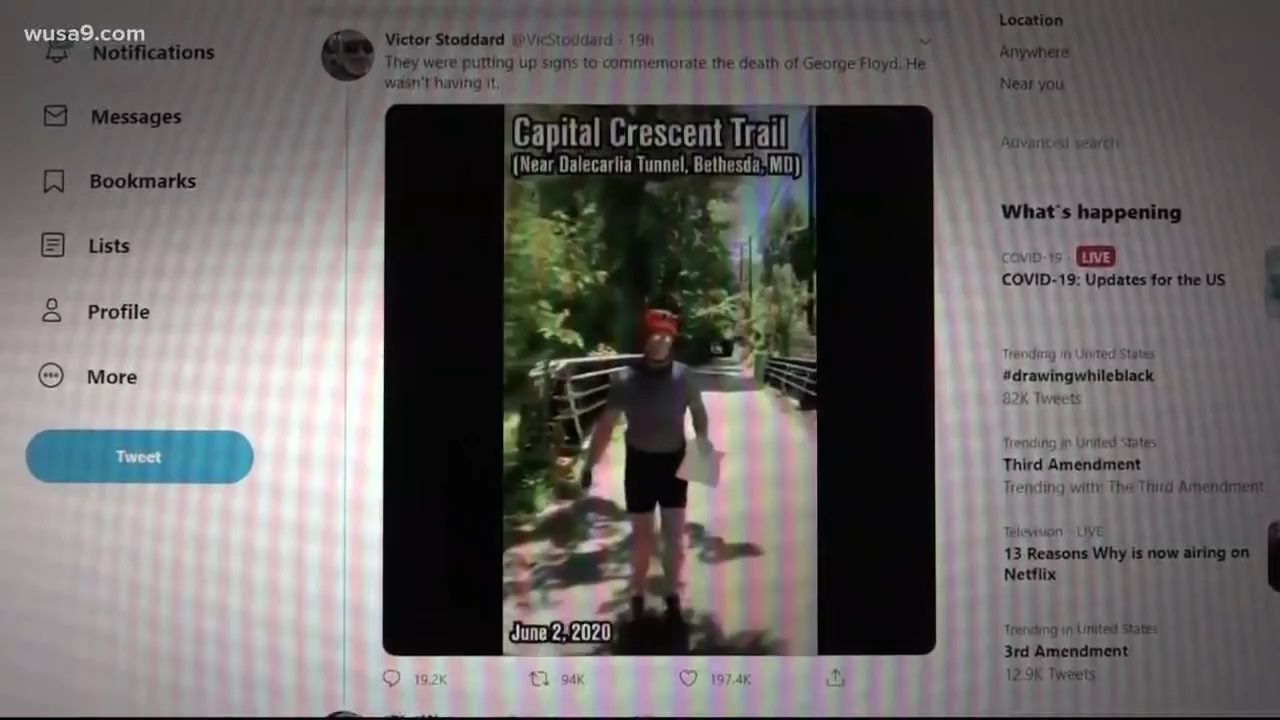 wusa9.com
Notifications
Messages
Bookmarks
Lists
Profile
More
Tweet
Victor Stoddard @VicStoddard · 19h
They were putting up signs to commemorate the death of George Floyd. He
wasn't having it.
Capital Crescent Trail
(Near Dalecarlia Tunnel, Bethesda, MD)
June 2, 2020
19.2K 94K 197.4K
Location
Anywhere
Near you
Advanced search
What's happening
COVID-19 · LIVE
COVID-19: Updates for the US
Trending in United States
#drawingwhileblack
82K Tweets
Trending in United States
Third Amendment
Trending with: The Third Amendment
Television · LIVE
13 Reasons Why is now airing on
Netflix
Trending in United States
3rd Amendment
12.9K Tweets